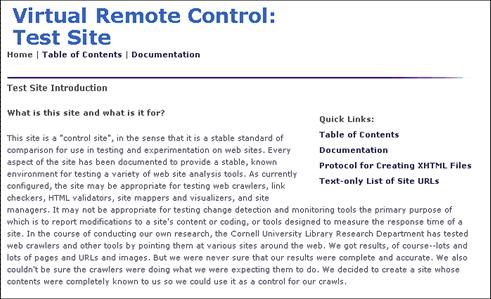 Virtual Remote Control:
Test Site
Home | Table of Contents | Documentation
Test Site Introduction
What is this site and what is it for?
Quick Links:
Table of Contents
Documentation
Protocol for Creating XHTML Files
Text-only List of Site URLs
This site is a "control site", in the sense that it is a stable standard of
comparison for use in testing and experimentation on web sites. Every
aspect of the site has been documented to provide a stable, known
environment for testing a variety of web site analysis tools. As currently
configured, the site may be appropriate for testing web crawlers, link
checkers, HTML validators, site mappers and visualizers, and site
managers. It may not be appropriate for testing change detection and monitoring tools the primary purpose of
which is to report modifications to a site's content or coding, or tools designed to measure the response time of a
site. In the course of conducting our own research, the Cornell University Library Research Department has tested
web crawlers and other tools by pointing them at various sites around the web. We got results, of course--lots and
lots of pages and URLs and images. But we were never sure that our results were complete and accurate. We also
couldn't be sure the crawlers were doing what we were expecting them to do. We decided to create a site whose
contents were completely known to us so we could use it as a control for our crawls.